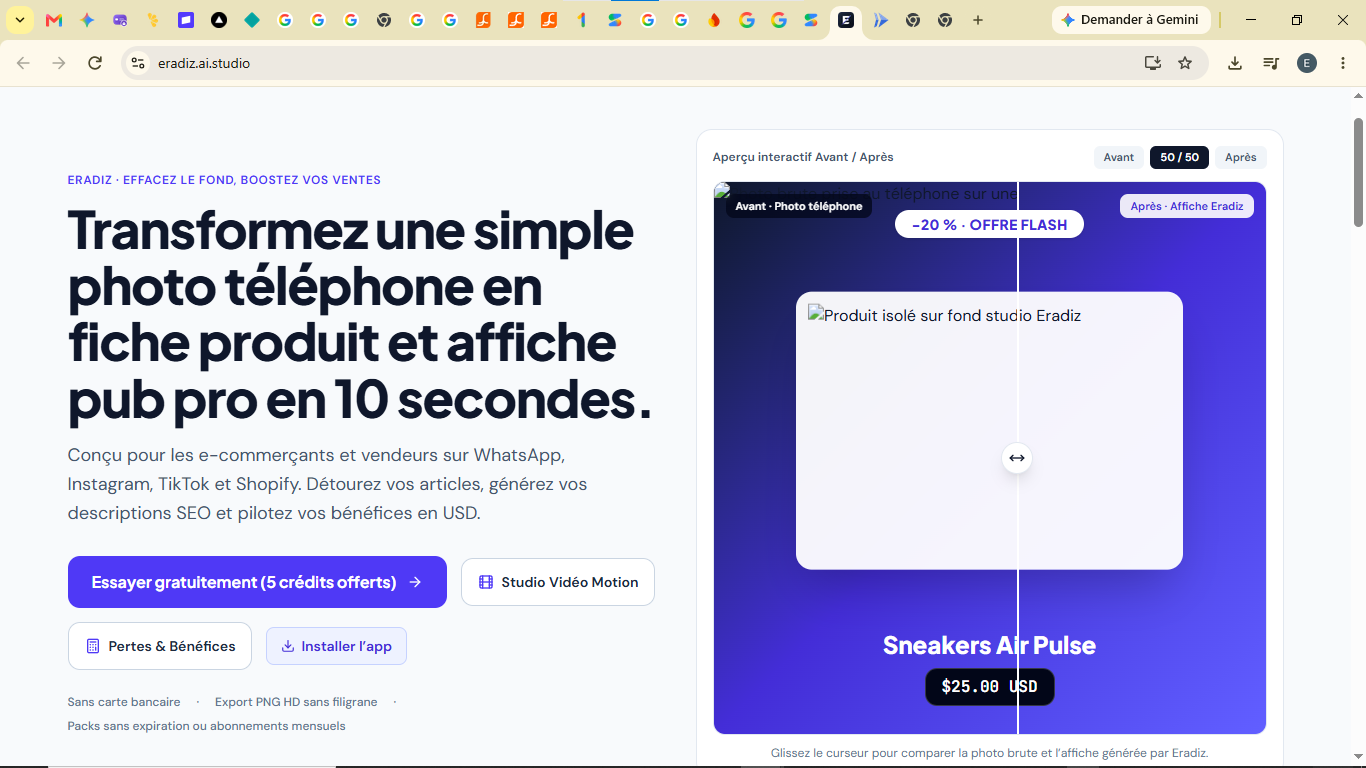 Demander à Gemini
eradiz.ai.studio
E
ERADIZ · EFFACEZ LE FOND, BOOSTEZ VOS VENTES
Transformez une simple
photo téléphone en
fiche produit et affiche
pub pro en 10 secondes.
Conçu pour les e-commerçants et vendeurs sur WhatsApp,
Instagram, TikTok et Shopify. Détourez vos articles, générez vos
descriptions SEO et pilotez vos bénéfices en USD.
Essayer gratuitement (5 crédits offerts)
Studio Vidéo Motion
Pertes & Bénéfices
Installer l’app
Sans carte bancaire · Export PNG HD sans filigrane ·
Packs sans expiration ou abonnements mensuels
Aperçu interactif Avant / Après
Avant
50 / 50
Après
au téléphone sur une
Avant · Photo téléphone
Après · Affiche Eradiz
-20 % · OFFRE FLASH
Produit isolé sur fond studio Eradiz
Sneakers Air Pulse
$25.00 USD
Glissez le curseur pour comparer la photo brute et l’affiche générée par Eradiz.